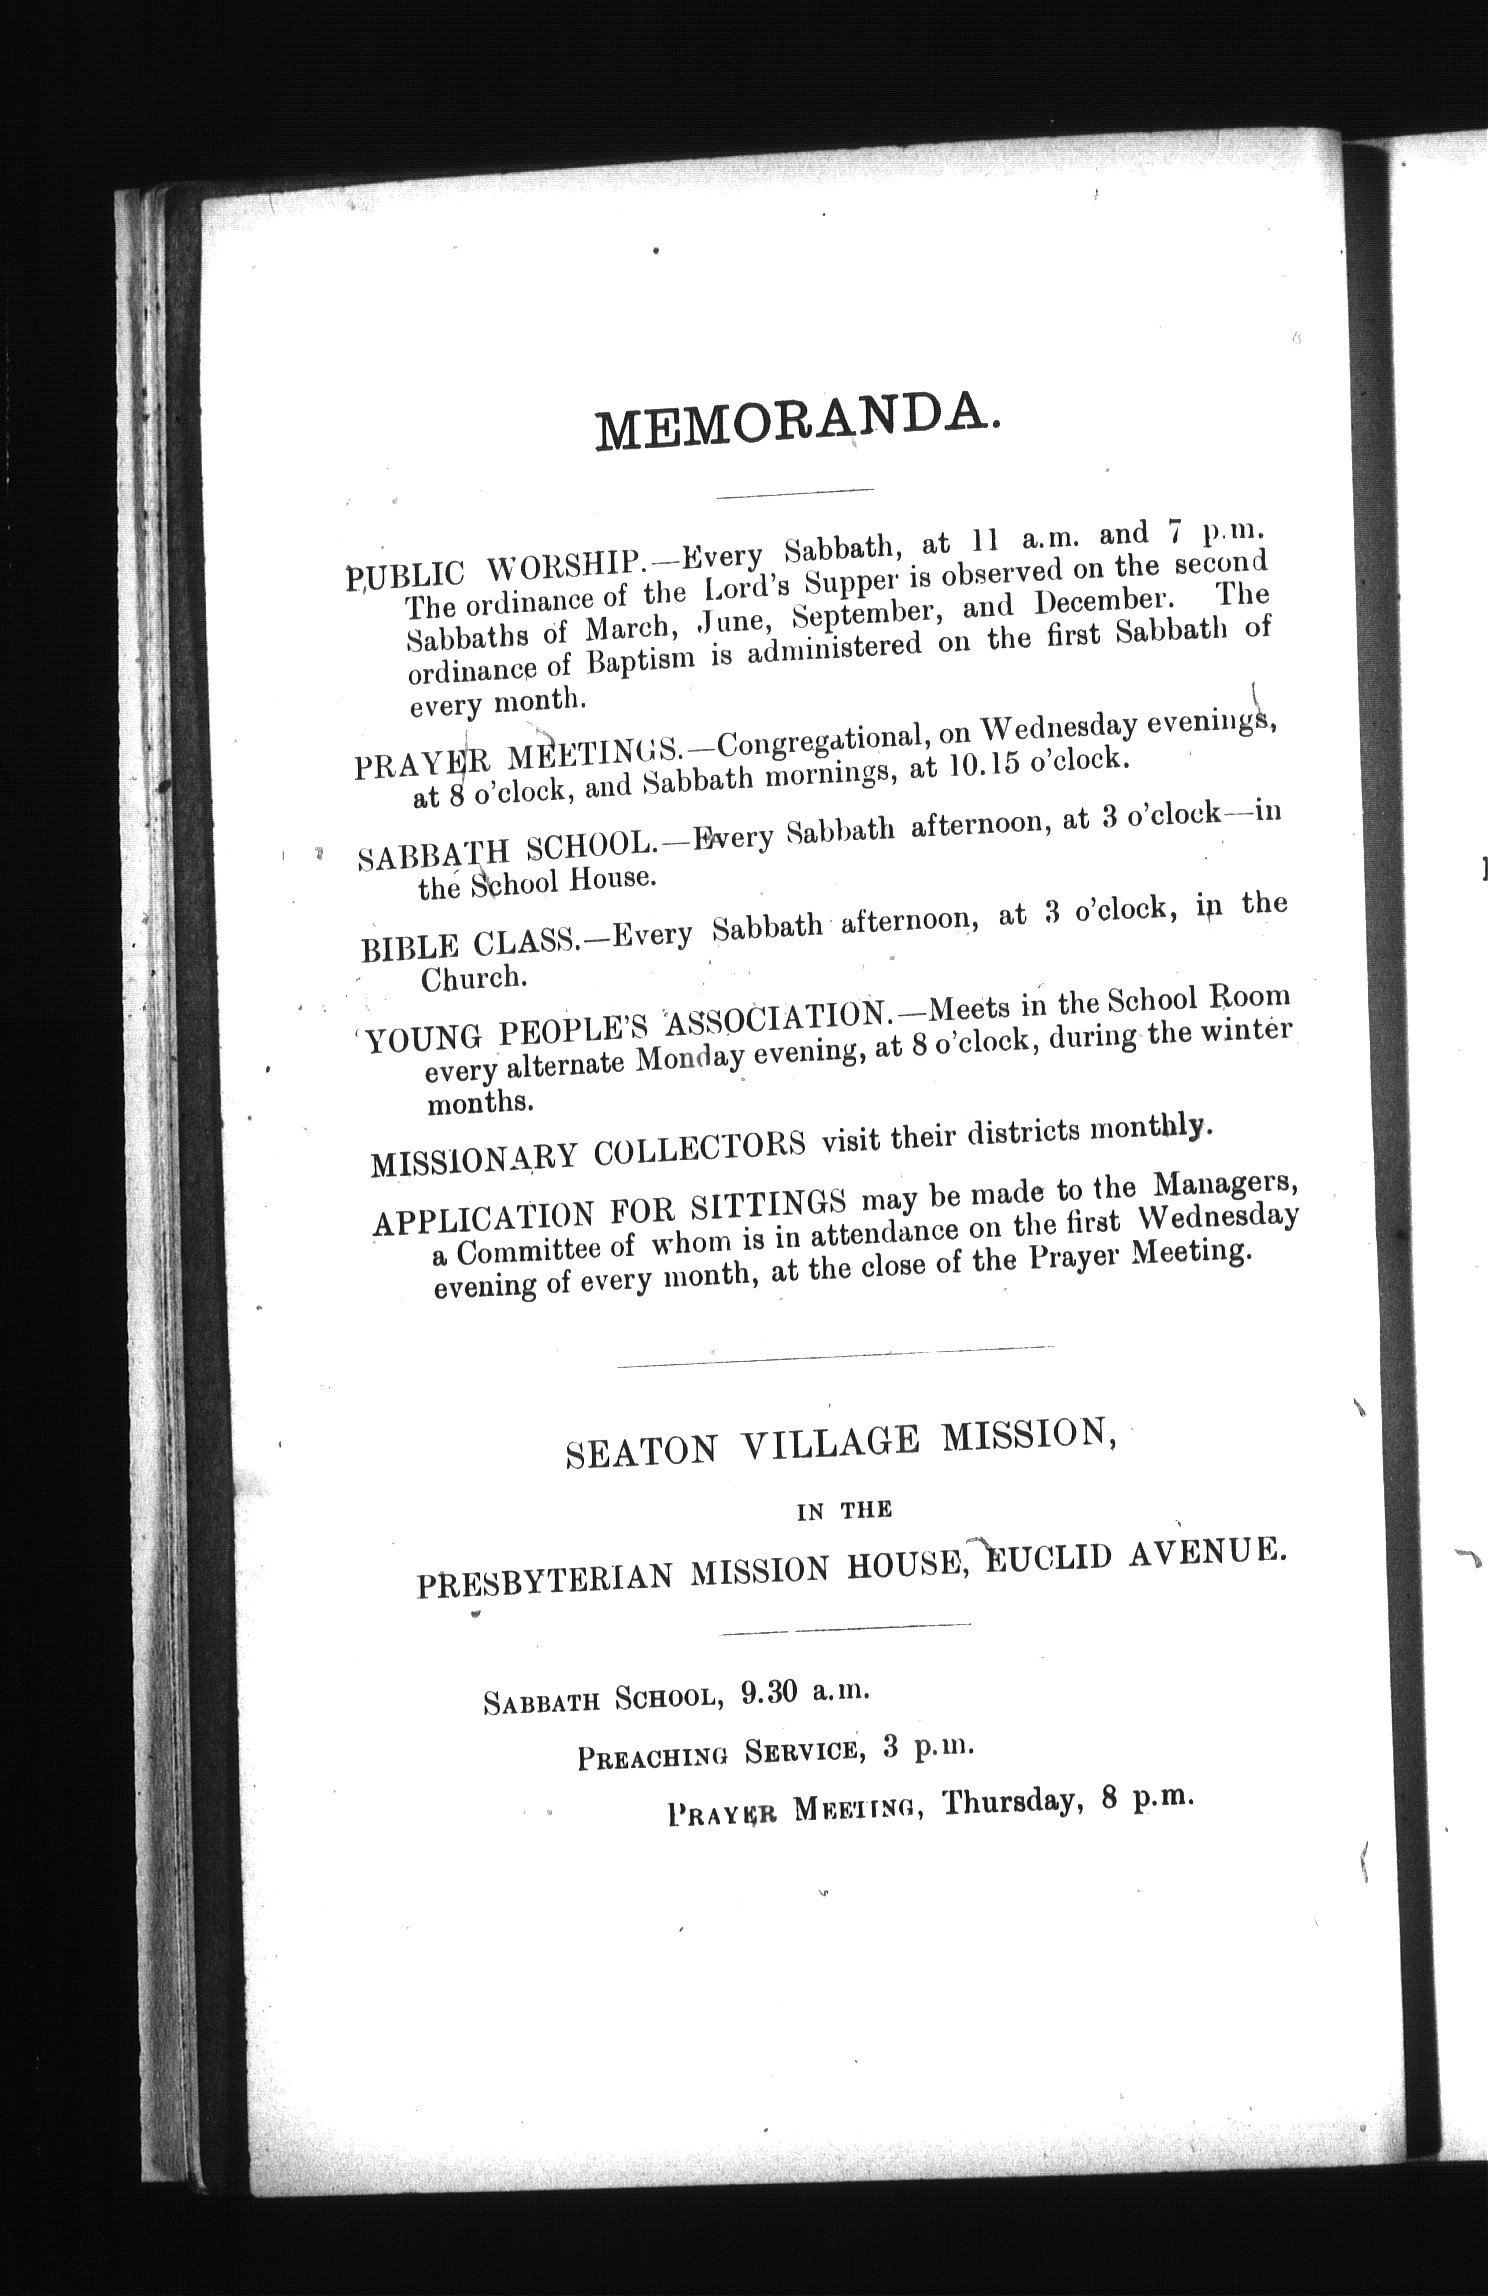 MEMORANDA.
PUBLIC WORSHIP.—Every Sabbath, at 11 a.m. and 7 p.m.
The ordinance of the Lord's Supper is observed on the second
Sabbaths of March, June, September, and December. The
ordinance of Baptism is administered on the first Sabbath of
every month.
PRAYER MEETINGS.—Congregational, on Wednesday evenings,
at 8 o'clock, and Sabbath mornings, at 10.15 o'clock.
SABBATH SCHOOL.—Every Sabbath afternoon, at 3 o'clock—in
the School House.
BIBLE CLASS.—Every Sabbath afternoon, at 3 o'clock, in the
Church.
YOUNG PEOPLE'S ASSOCIATION.—Meets in the School Room
every alternate Monday evening, at 8 o'clock, during the winter
months.
MISSIONARY COLLECTORS visit their districts monthly.
APPLICATION FOR SITTINGS may be made to the Managers,
a Committee of whom is in attendance on the first Wednesday
evening of every month, at the close of the Prayer Meeting.
SEATON VILLAGE MISSION,
IN THE
PRESBYTERIAN MISSION HOUSE, EUCLID AVENUE.
SABBATH SCHOOL, 9.30 a.m.
PREACHING SERVICE, 3 p.m.
PRAYER MEETING, Thursday, 8 p.m.